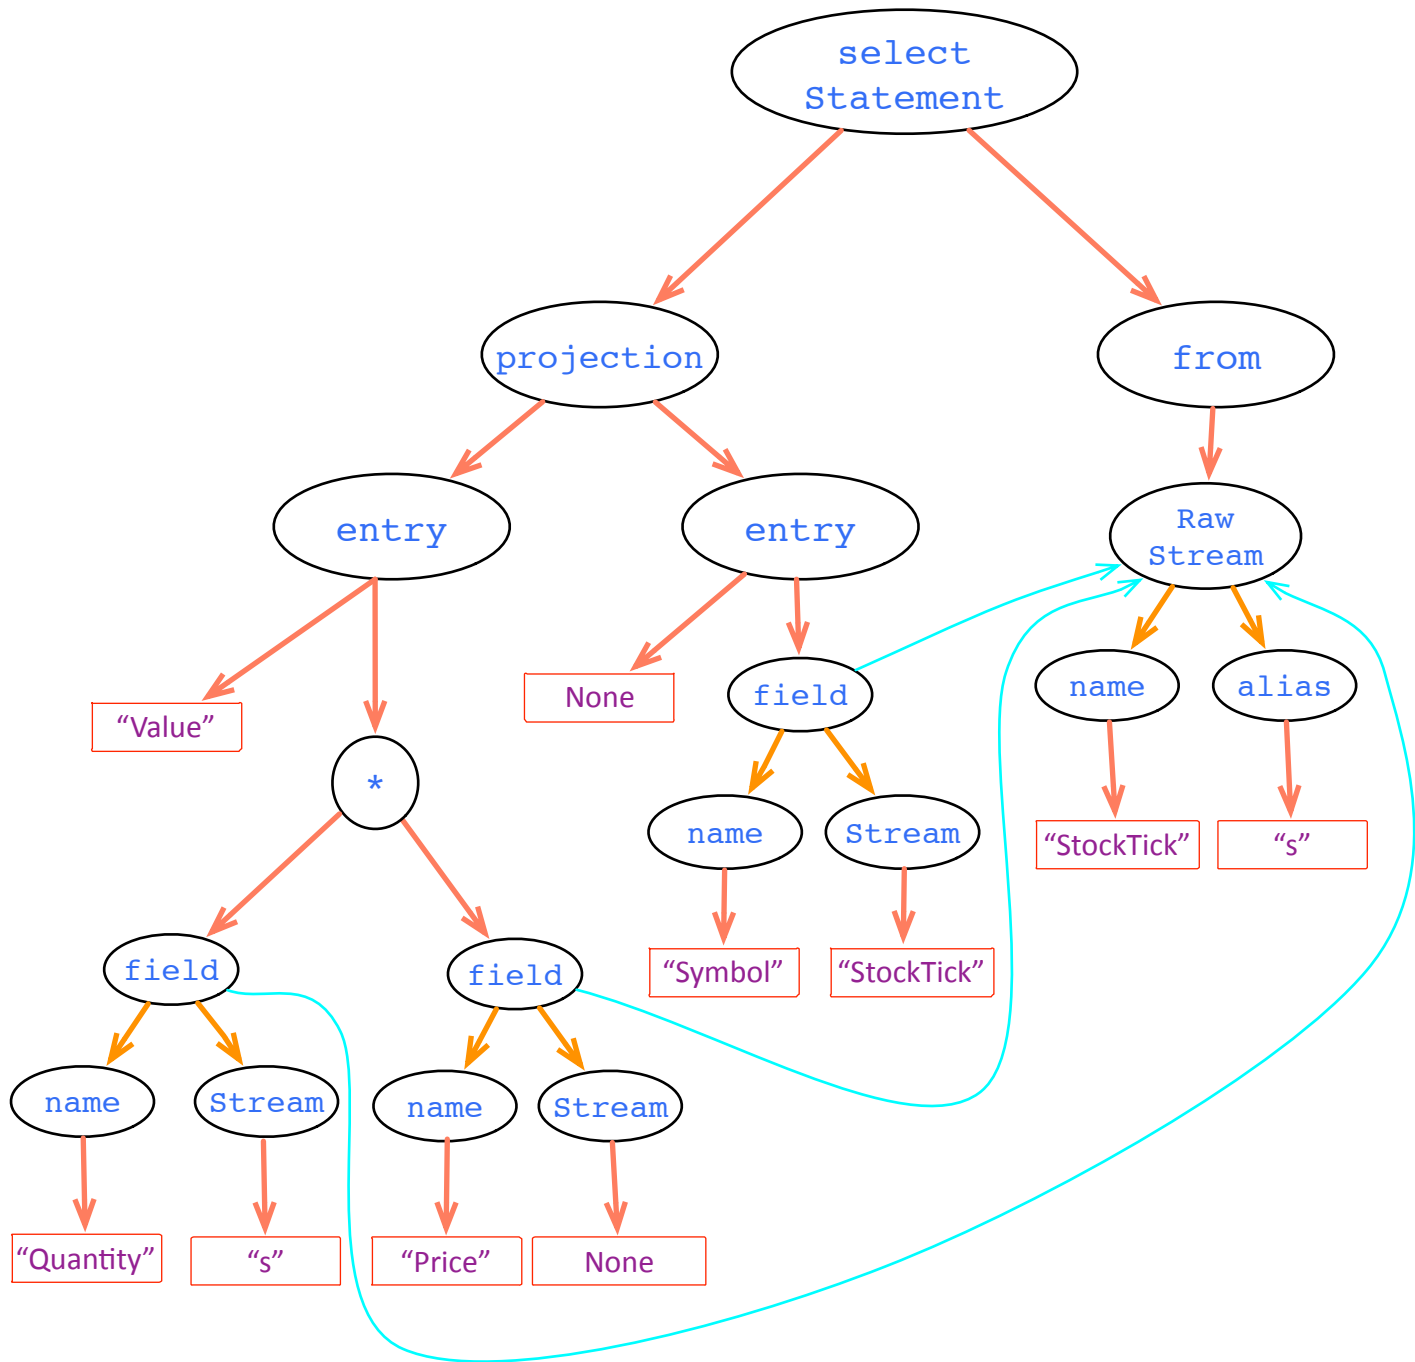 select
Statement
projection
from
entry
entry
Raw
Stream
“Value”
None
field
name
alias
*
name
Stream
“StockTick”
“s”
field
field
“Symbol”
“StockTick”
name
Stream
name
Stream
“Quantity”
“s”
“Price”
None